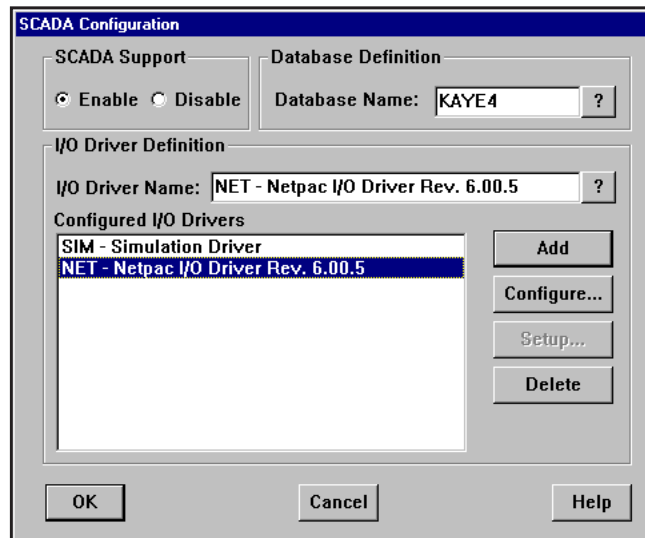 SCADA Configuration
SCADA Support
Enable Disable
Database Definition
Database Name: KAYE4 ?
I/O Driver Definition
I/O Driver Name: NET - Netpac I/O Driver Rev. 6.00.5 ?
Configured I/O Drivers
SIM - Simulation Driver
NET - Netpac I/O Driver Rev. 6.00.5
Add
Configure...
Setup...
Delete
OK Cancel Help